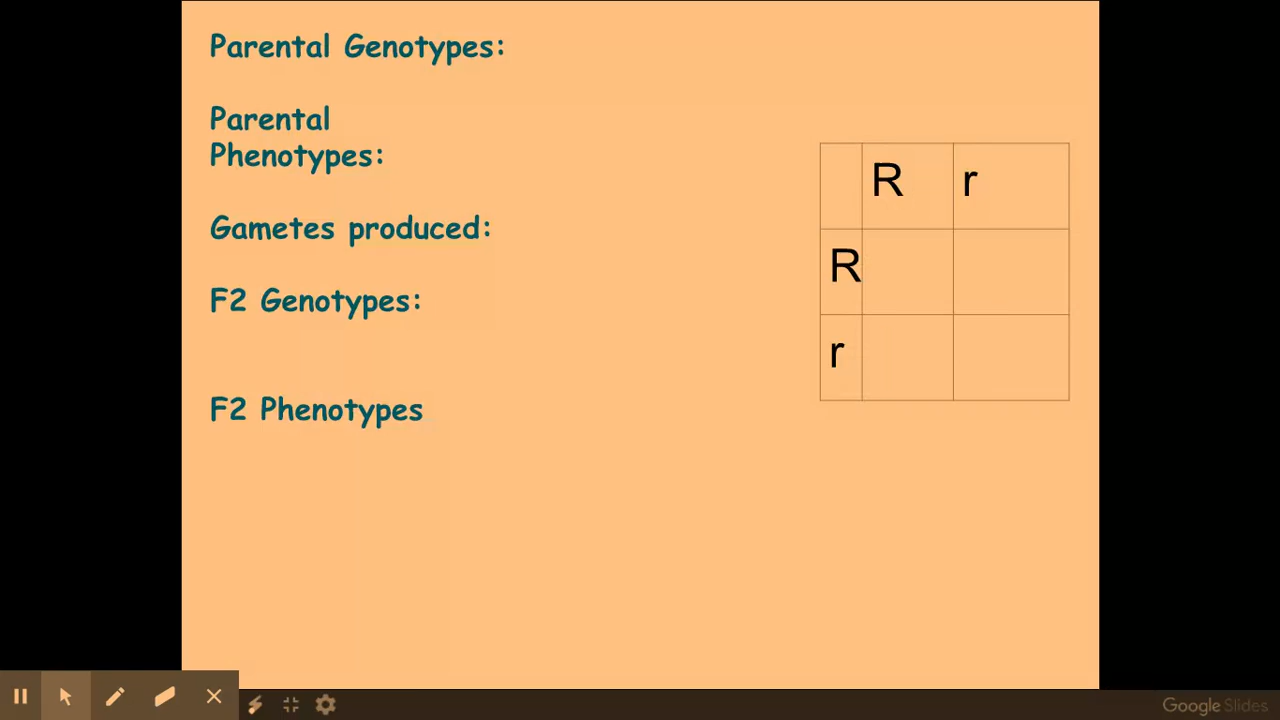 Parental Genotypes:
Parental
Phenotypes:
Gametes produced:
F2 Genotypes:
F2 Phenotypes
R r
R
r
Google Slides